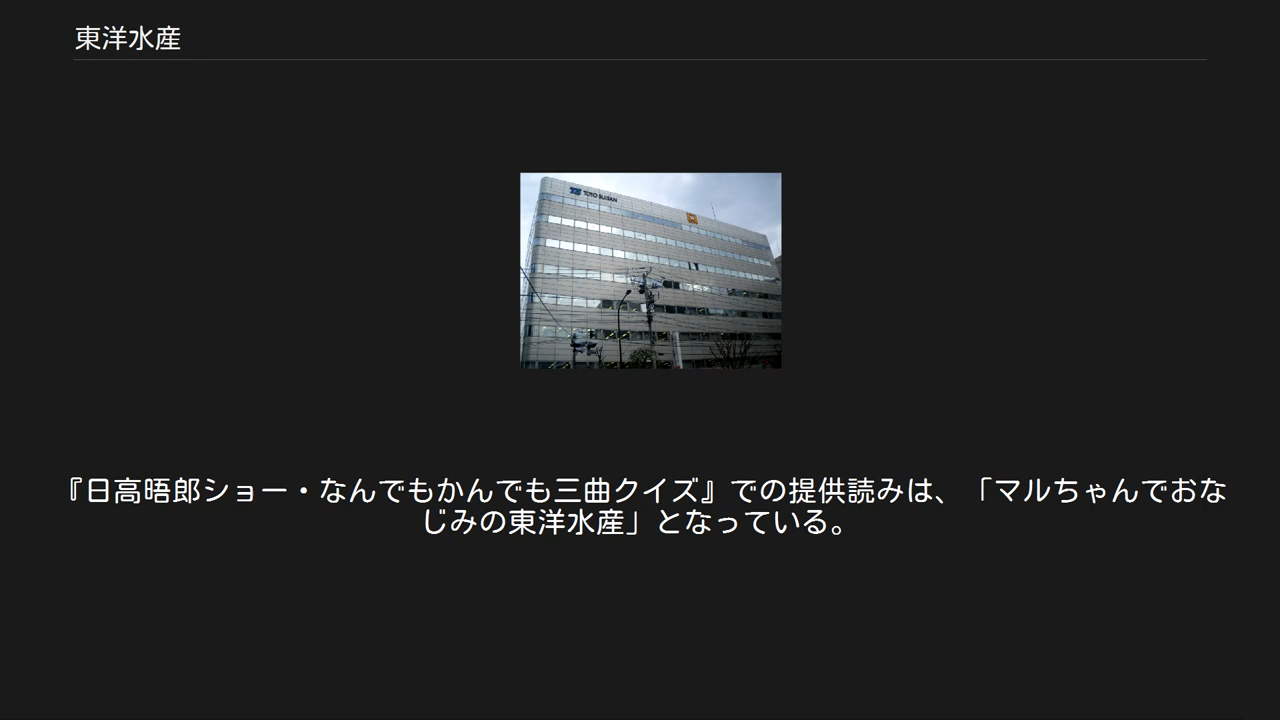 東洋水産
TOYO SUISAN
『日高晤郎ショー・なんでもかんでも三曲クイズ』での提供読みは、「マルちゃんでおな
じみの東洋水産」となっている。